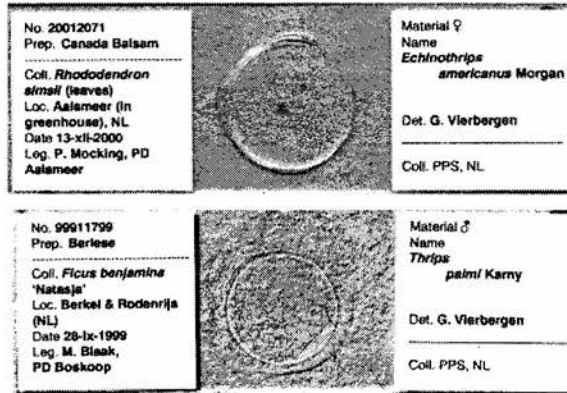 No. 20012071
Prep. Canada Balsam
Coll. Rhododendron
simsii (leaves)
Loc. Aalsmeer (in
greenhouse), NL
Date 13-xii-2000
Leg. P. Mocking, PD
Aalsmeer
Material ♀
Name
Echinothrips
americanus Morgan
Det. G. Vierbergen
Coll. PPS, NL
No. 99911799
Prep. Berlese
Coll. Ficus benjamina
'Natasja'
Loc. Berkel & Rodenrijs
(NL)
Date 28-ix-1999
Leg. M. Blaak,
PD Boskoop
Material ♂
Name
Thrips
palmi Karny
Det. G. Vierbergen
Coll. PPS, NL